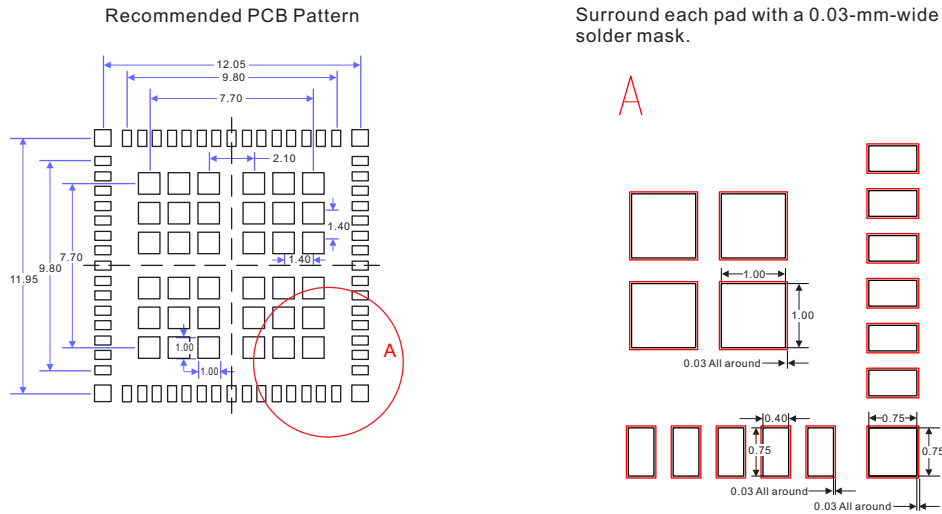 Recommended PCB Pattern
Surround each pad with a 0.03-mm-wide
solder mask.
12.05
9.80
7.70
2.10
1.40
1.40
7.70
9.80
11.95
1.00
1.00
A
A
1.00
1.00
0.03 All around
0.40
0.75
0.75
0.75
0.03 All around
0.03 All around